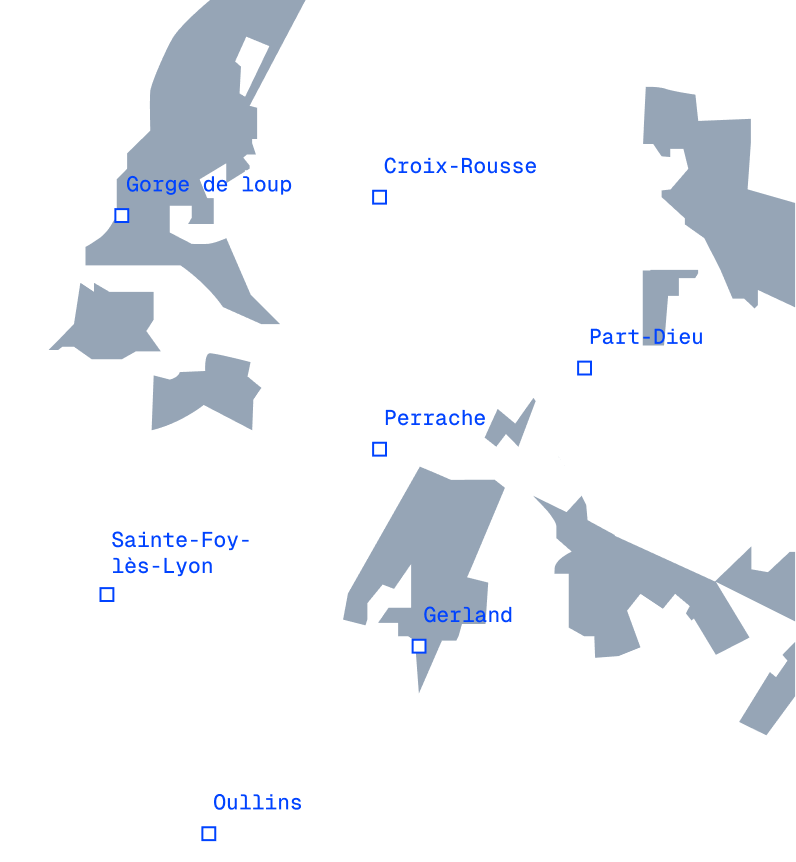 Croix-Rousse
Gorge de loup
Part-Dieu
Perrache
Sainte-Foy-
lès-Lyon
Gerland
Oullins